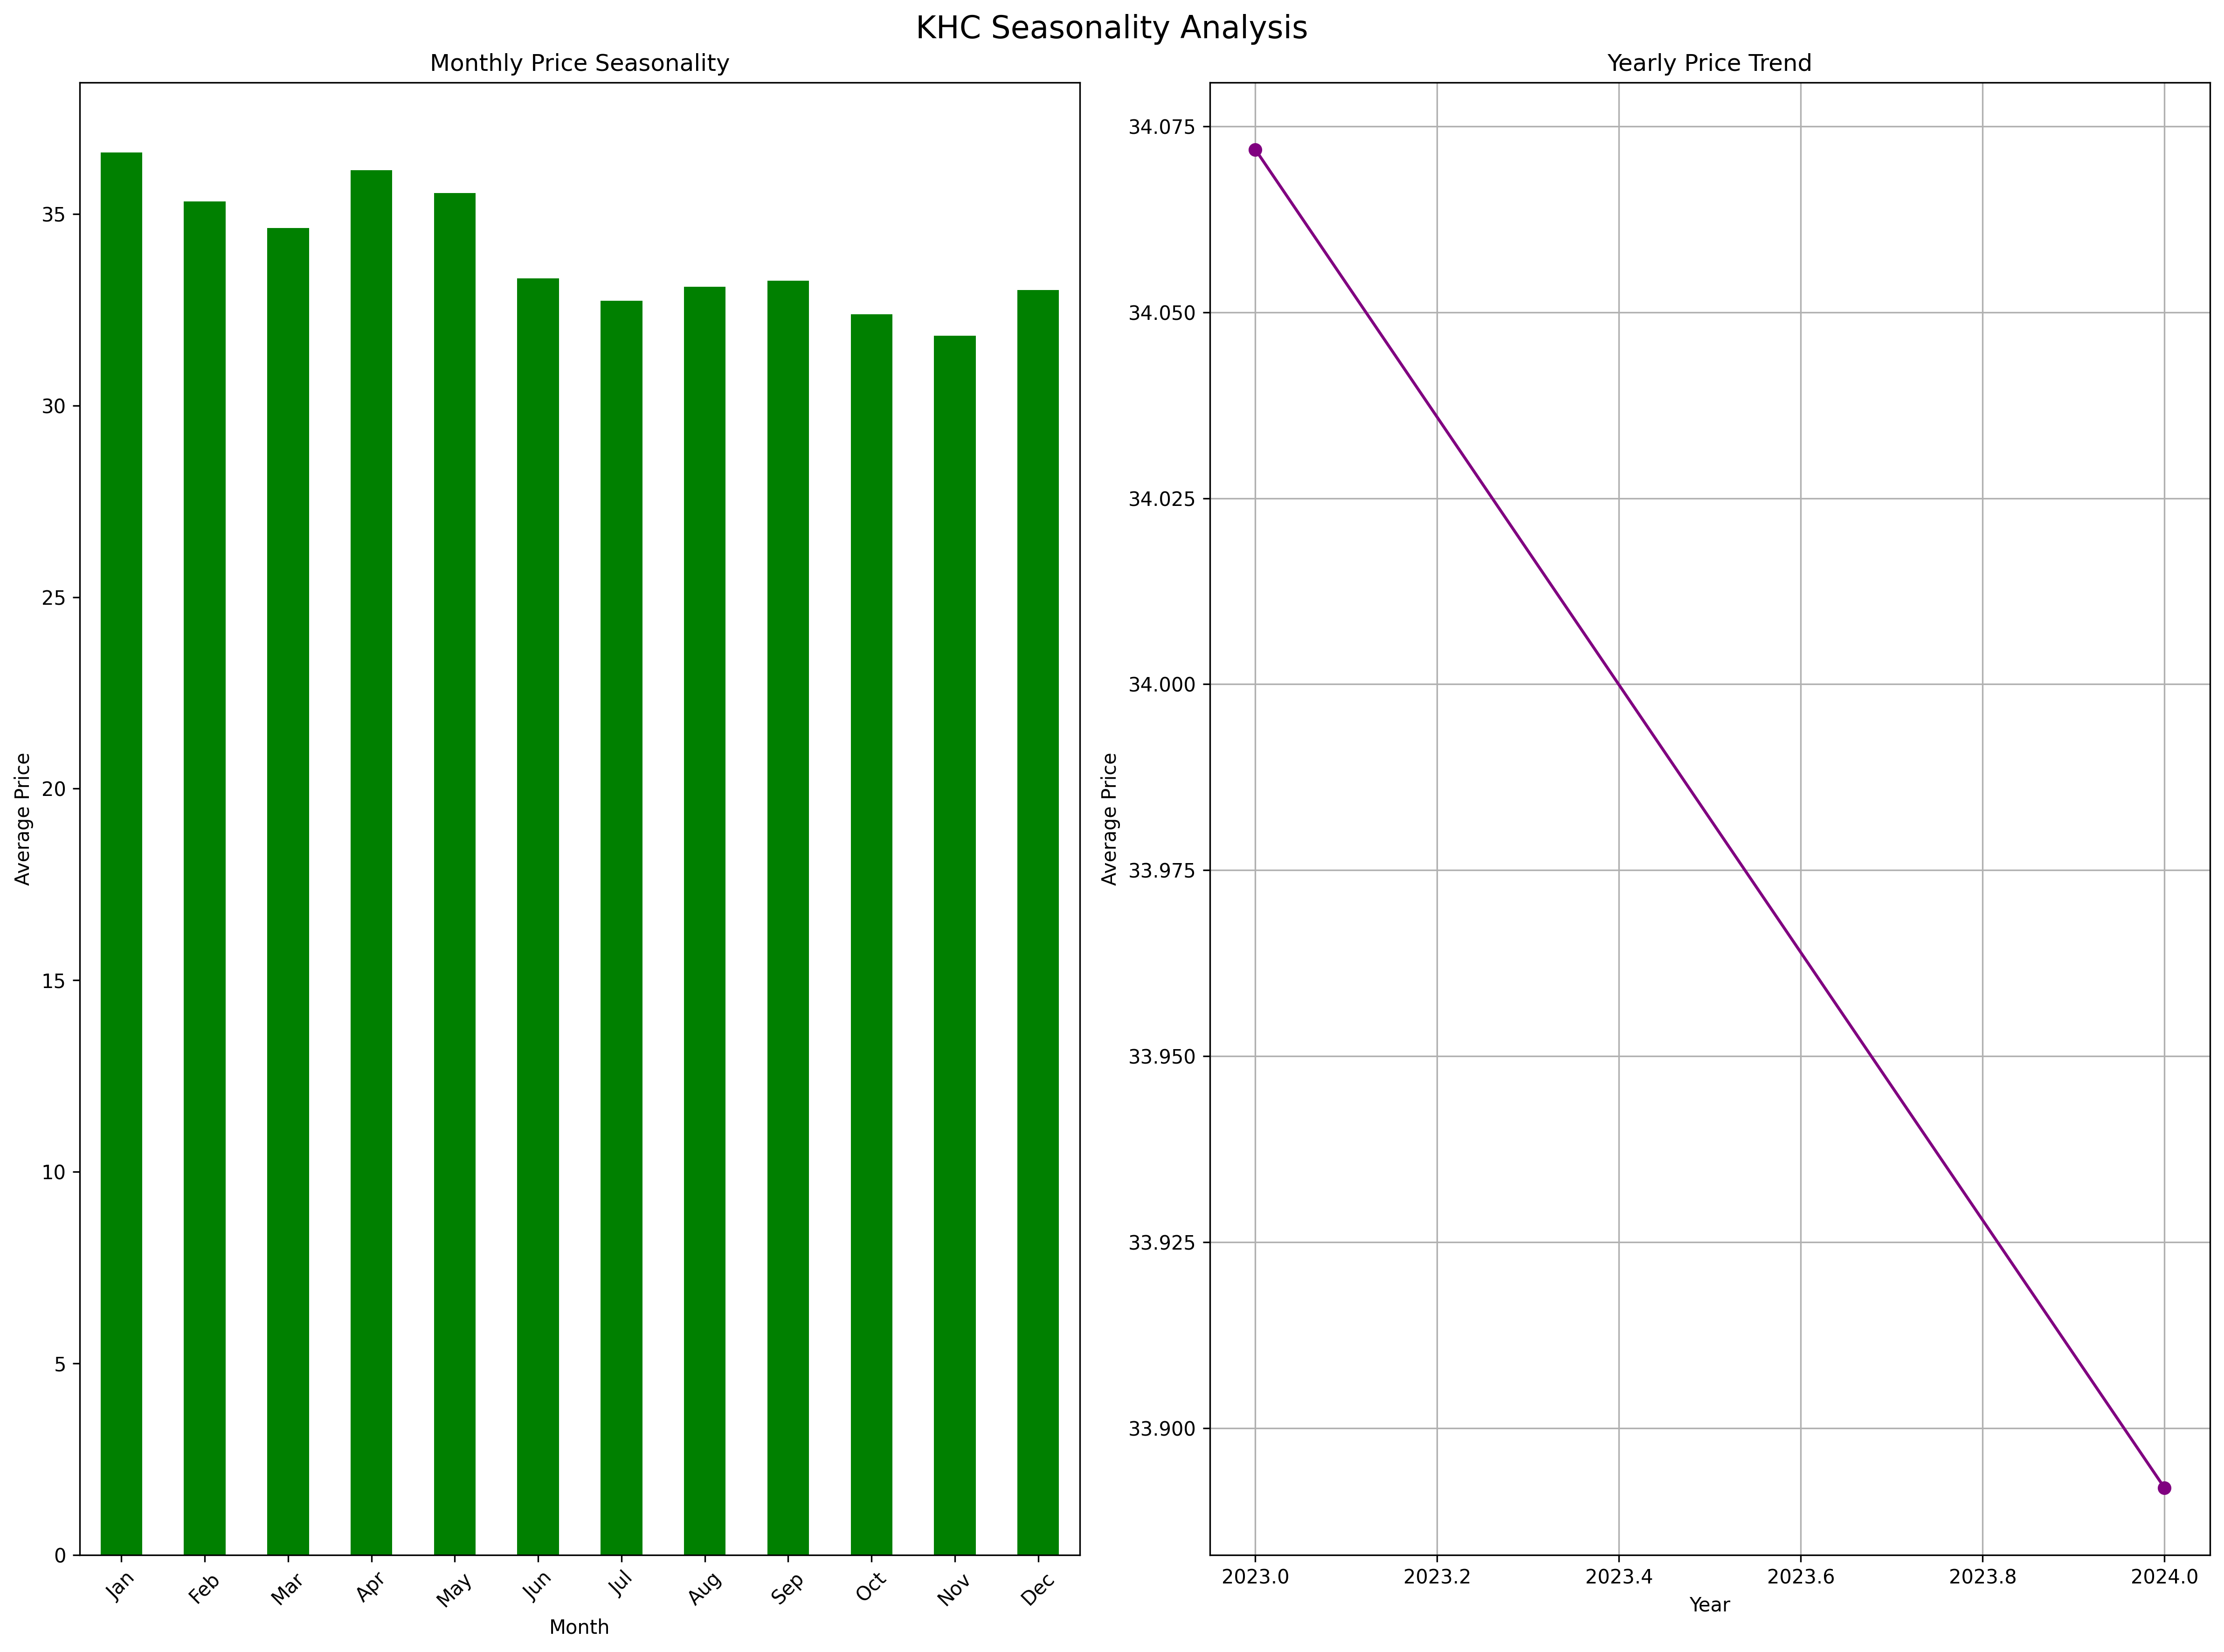 KHC Seasonality Analysis
Monthly Price Seasonality
Average Price
35
30
25
20
15
10
5
0
Jan
Feb
Mar
Apr
May
Jun
Jul
Aug
Sep
Oct
Nov
Dec
Month
Yearly Price Trend
Average Price
34.075
34.050
34.025
34.000
33.975
33.950
33.925
33.900
2023.0
2023.2
2023.4
2023.6
2023.8
2024.0
Year